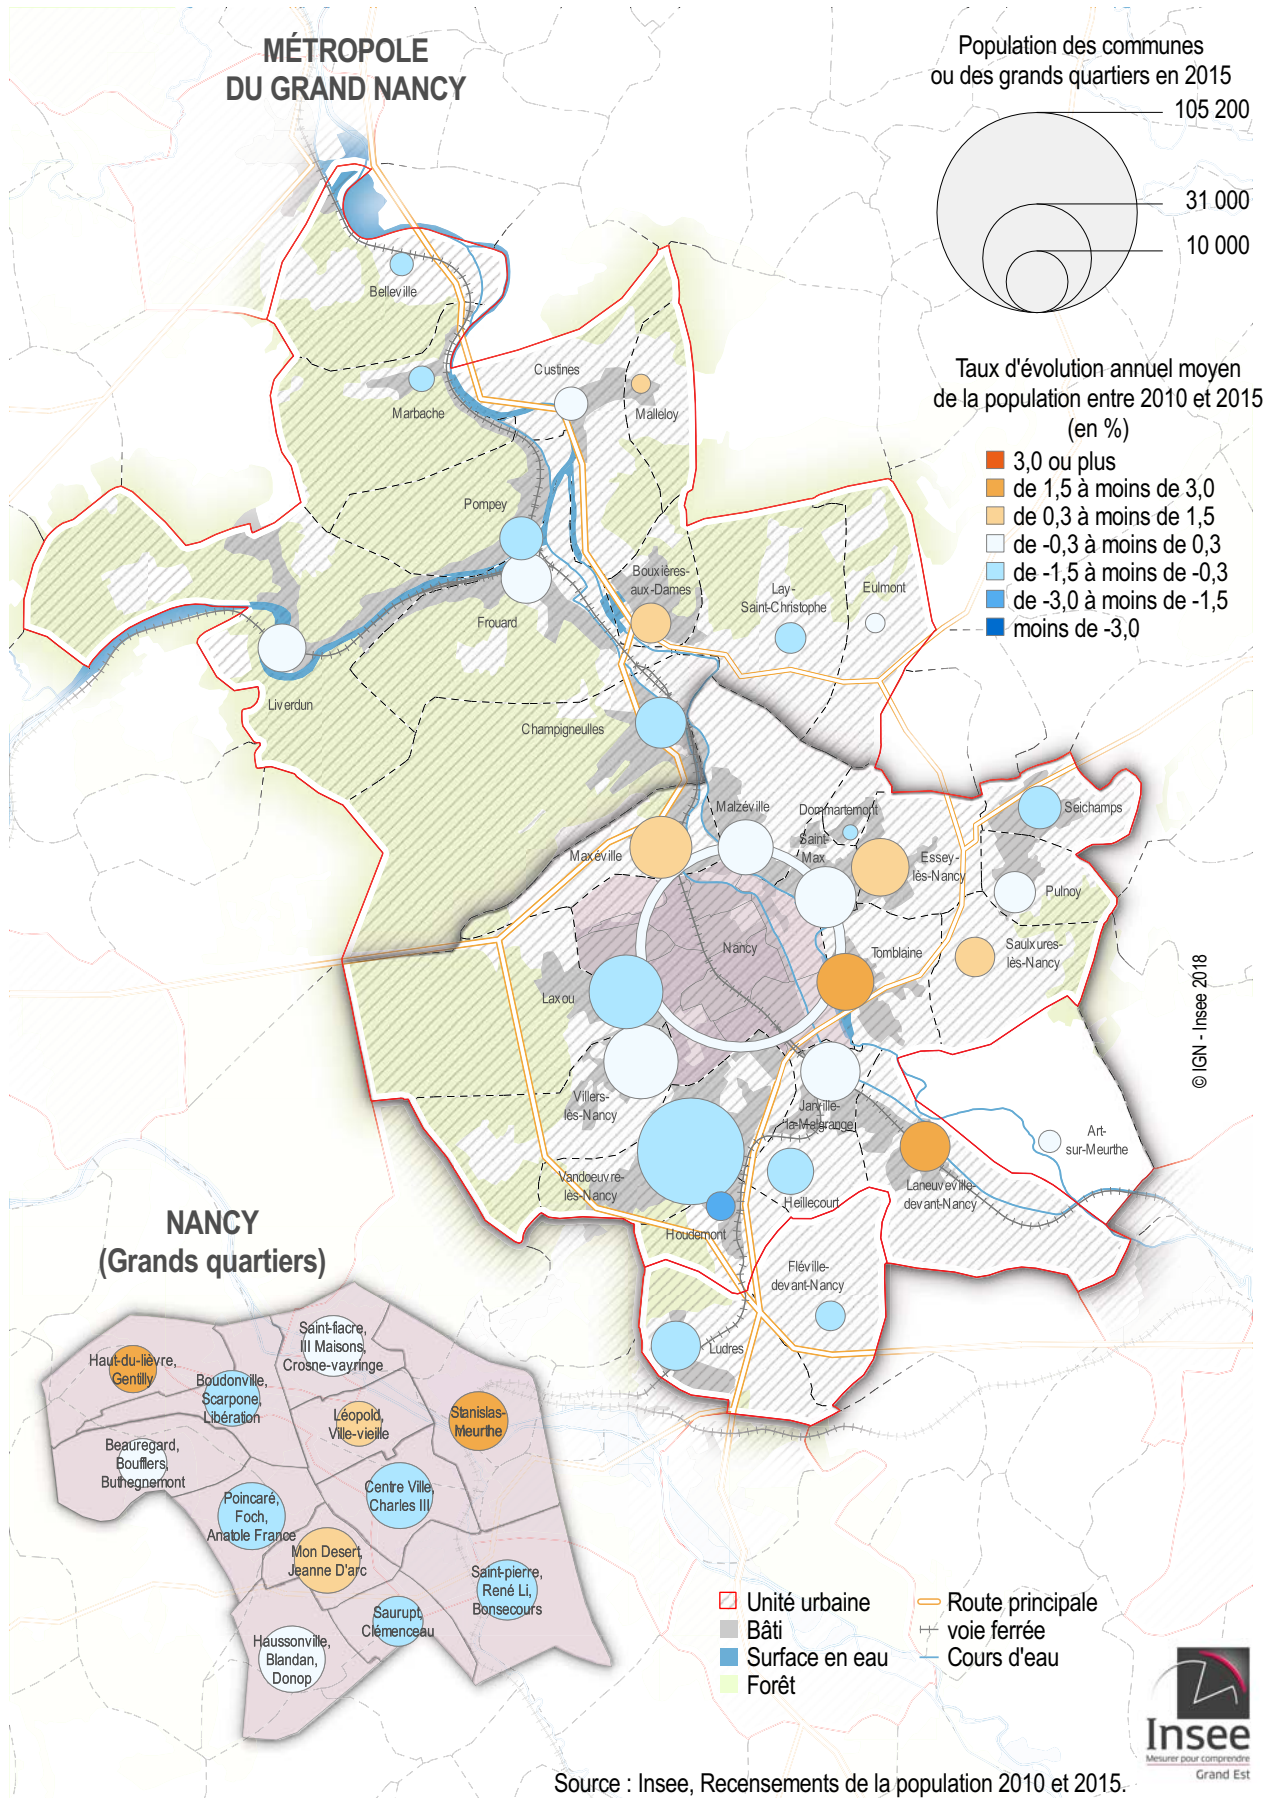 MÉTROPOLE
DU GRAND NANCY
Population des communes
ou des grands quartiers en 2015
105 200
31 000
10 000
Taux d'évolution annuel moyen
de la population entre 2010 et 2015
(en %)
3,0 ou plus
de 1,5 à moins de 3,0
de 0,3 à moins de 1,5
de -0,3 à moins de 0,3
de -1,5 à moins de -0,3
de -3,0 à moins de -1,5
moins de -3,0
Belleville
Custines
Marbache
Malleloy
Pompey
Bouxières-
aux-Dames
Lay-
Saint-Christophe
Eulmont
Frouard
Liverdun
Champigneulles
Malzéville
Dommartemont
Seichamps
Saint-
Max
Maxéville
Essey-
lès-Nancy
Pulnoy
Nancy
Tomblaine
Saulxures-
lès-Nancy
Laxou
Villers-
lès-Nancy
Jarville-
la-Malgrange
Art-
sur-Meurthe
Vandoeuvre-
lès-Nancy
Heillecourt
Laneuveville-
devant-Nancy
Houdemont
Fléville-
devant-Nancy
Ludres
© IGN - Insee 2018
NANCY
(Grands quartiers)
Saint-fiacre,
III Maisons,
Crosne-vayringe
Haut-du-lièvre,
Gentilly
Boudonville,
Scarpone,
Libération
Léopold,
Ville-vieille
Stanislas-
Meurthe
Beauregard,
Boufflers,
Buthegnemont
Centre Ville,
Charles III
Poincaré,
Foch,
Anatole France
Mon Desert,
Jeanne D'arc
Saint-pierre,
René Li,
Bonsecours
Saurupt,
Clémenceau
Haussonville,
Blandan,
Donop
Unité urbaine
Bâti
Surface en eau
Forêt
Route principale
voie ferrée
Cours d'eau
Insee
Mesurer pour comprendre
Grand Est
Source : Insee, Recensements de la population 2010 et 2015.